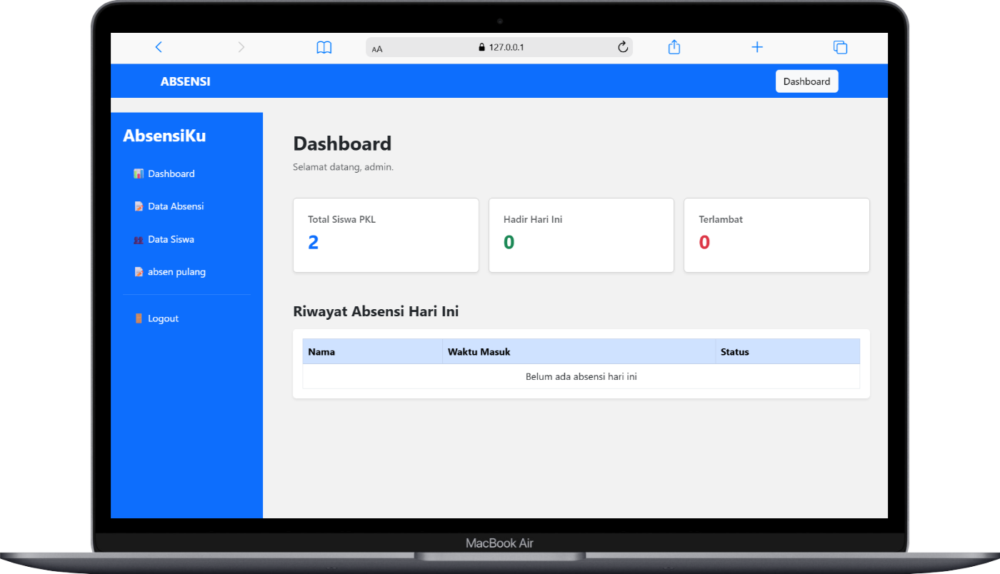 AA 127.0.0.1
ABSENSI Dashboard
AbsensiKu
Dashboard
Data Absensi
Data Siswa
absen pulang
Logout
Dashboard
Selamat datang, admin.
Total Siswa PKL Hadir Hari Ini Terlambat
2 0 0
Riwayat Absensi Hari Ini
Nama Waktu Masuk Status
Belum ada absensi hari ini
MacBook Air